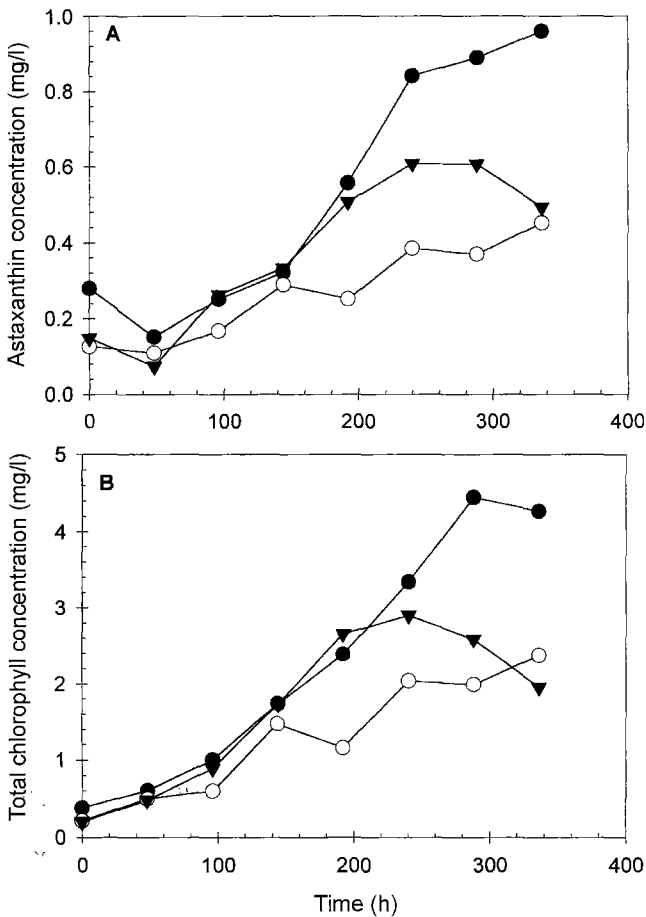 A
Astaxanthin concentration (mg/l)
1.0
0.8
0.6
0.4
0.2
0.0
0 100 200 300 400
B
Total chlorophyll concentration (mg/l)
5
4
3
2
1
0
0 100 200 300 400
Time (h)